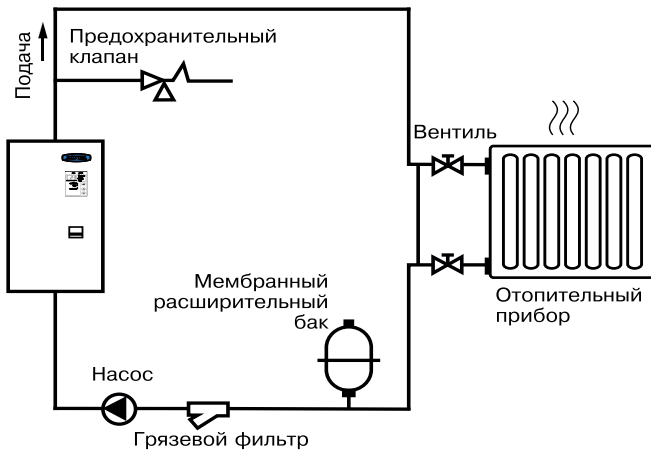 Подача
Предохранительный
клапан
Вентиль
Мембранный
расширительный
бак
Отопительный
прибор
Насос
Грязевой фильтр